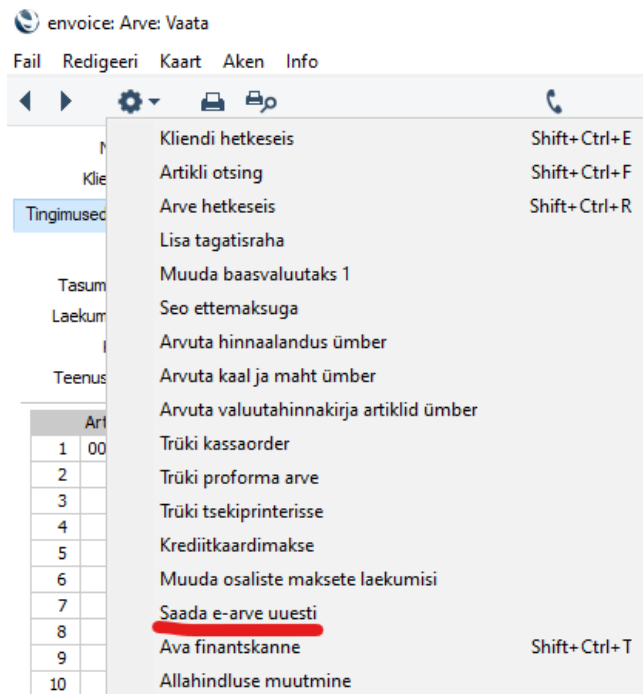 envoice: Arve: Vaata
Fail Redigeeri Kaart Aken Info
Kliendi hetkeseis Shift+Ctrl+E
Artikli otsing Shift+Ctrl+F
Arve hetkeseis Shift+Ctrl+R
Tingimused
Lisa tagatisraha
Muuda baasvaluutaks 1
Seo ettemaksuga
Arvuta hinnaalandus ümber
Arvuta kaal ja maht ümber
Arvuta valuutahinnakirja artiklid ümber
Trüki kassaorder
1 00
Trüki proforma arve
2
Trüki tsekiprinterisse
3
4
Krediitkaardimakse
5
Muuda osaliste maksete laekumisi
6
7
Saada e-arve uuesti
8
Ava finantskanne Shift+Ctrl+T
9
Allahindluse muutmine
10